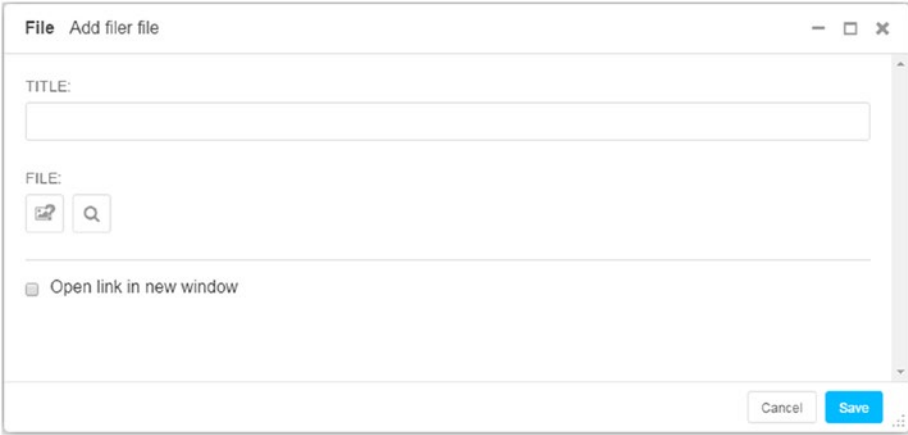 File Add filer file
TITLE:
FILE:
Open link in new window
Cancel Save